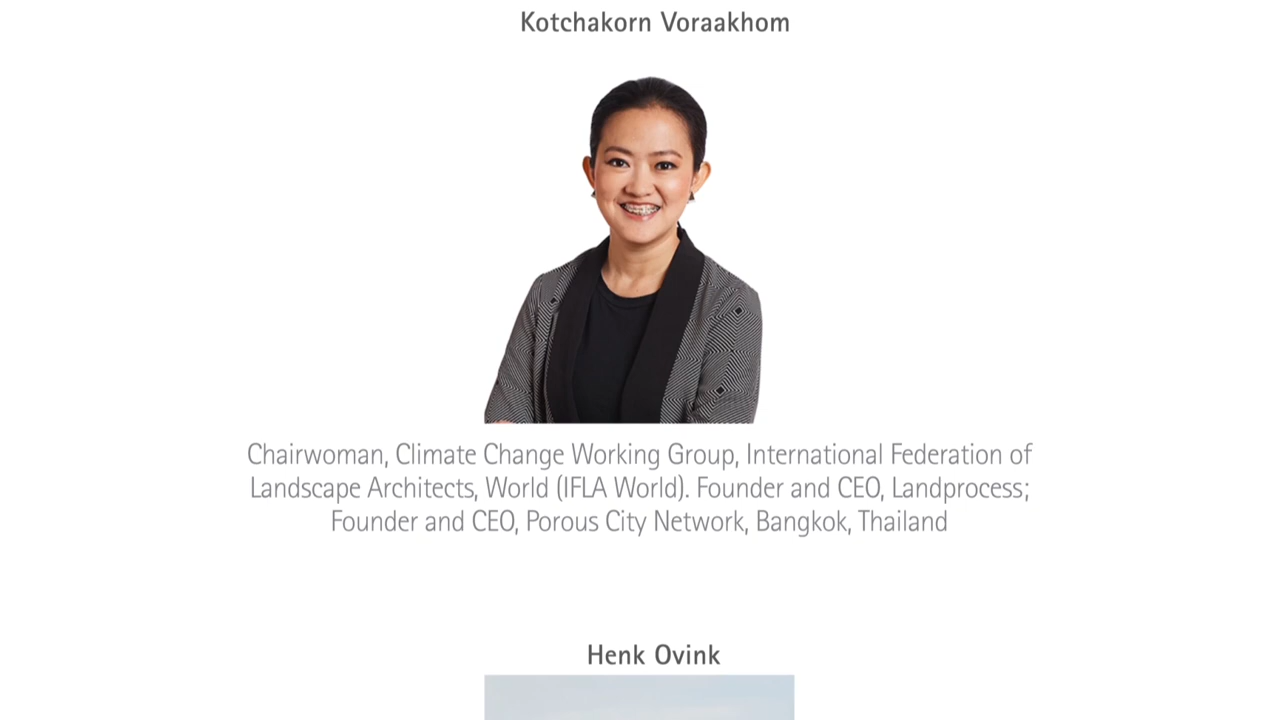 Kotchakorn Voraakhom
Chairwoman, Climate Change Working Group, International Federation of
Landscape Architects, World (IFLA World). Founder and CEO, Landprocess;
Founder and CEO, Porous City Network, Bangkok, Thailand
Henk Ovink